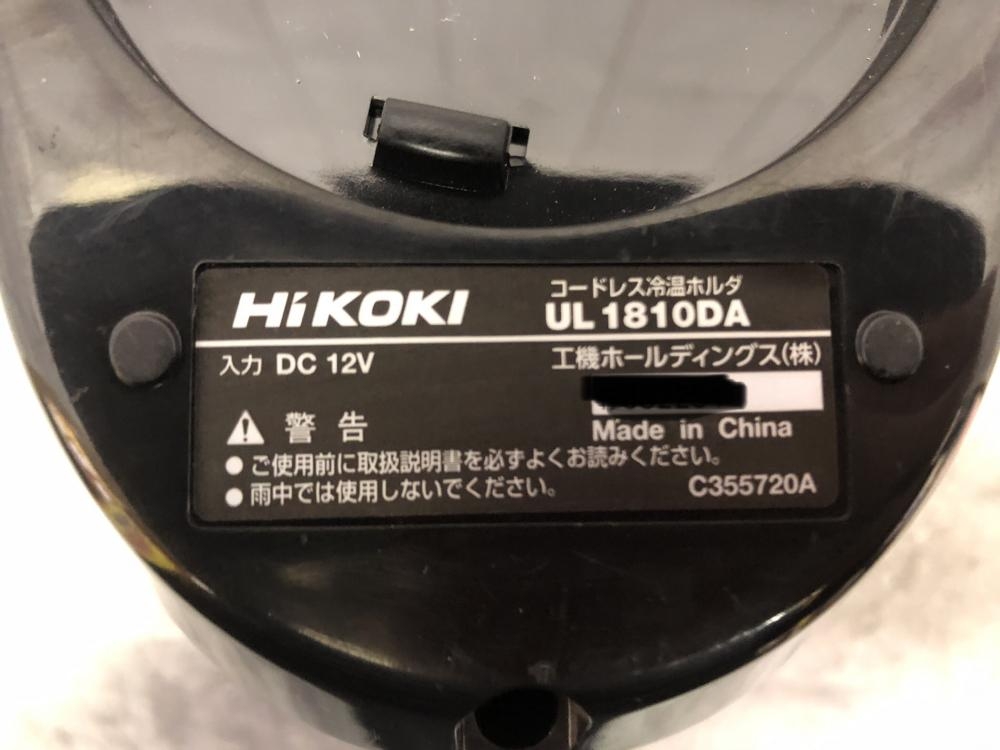 HiKOKI
コードレス冷温ホルダ
UL 1810DA
入力 DC 12V
工機ホールディングス(株)
Made in China
⚠ 警告
● ご使用前に取扱説明書を必ずよくお読みください。
● 雨中では使用しないでください。
C355720A